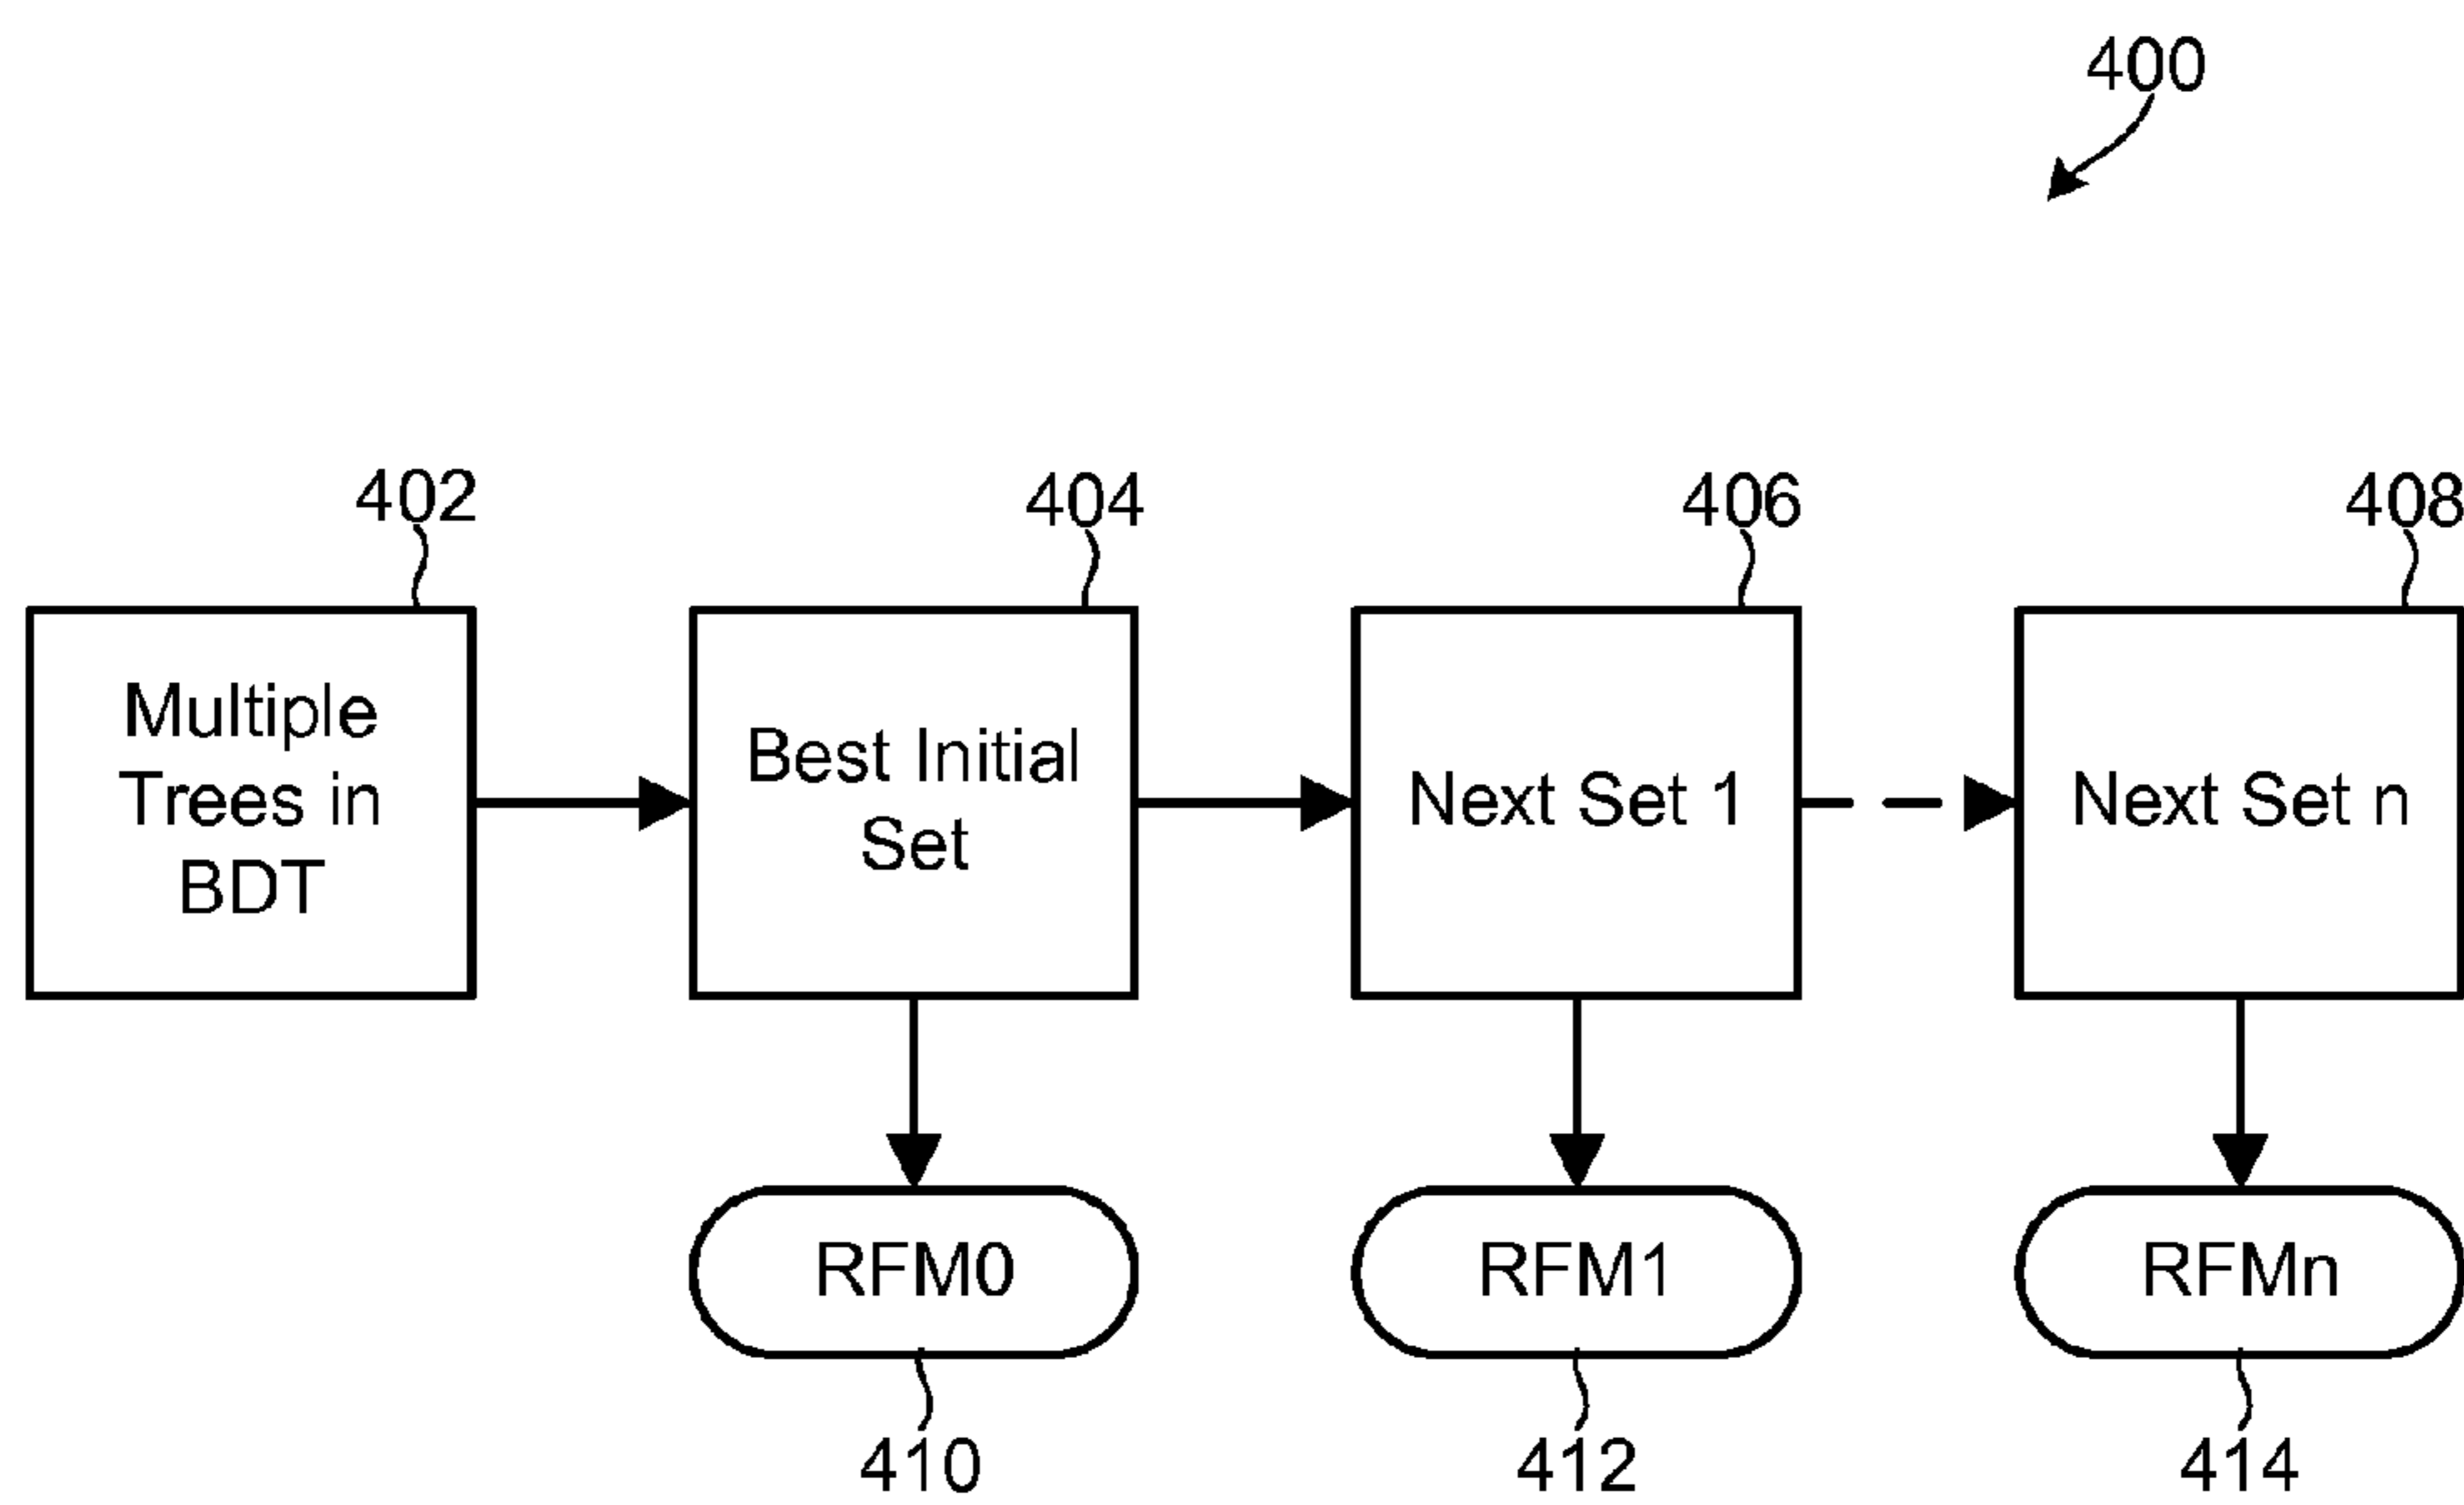 400
402
404
406
408
Multiple
Trees in
BDT
Best Initial
Set
Next Set 1
Next Set n
RFM0
RFM1
RFMn
410
412
414